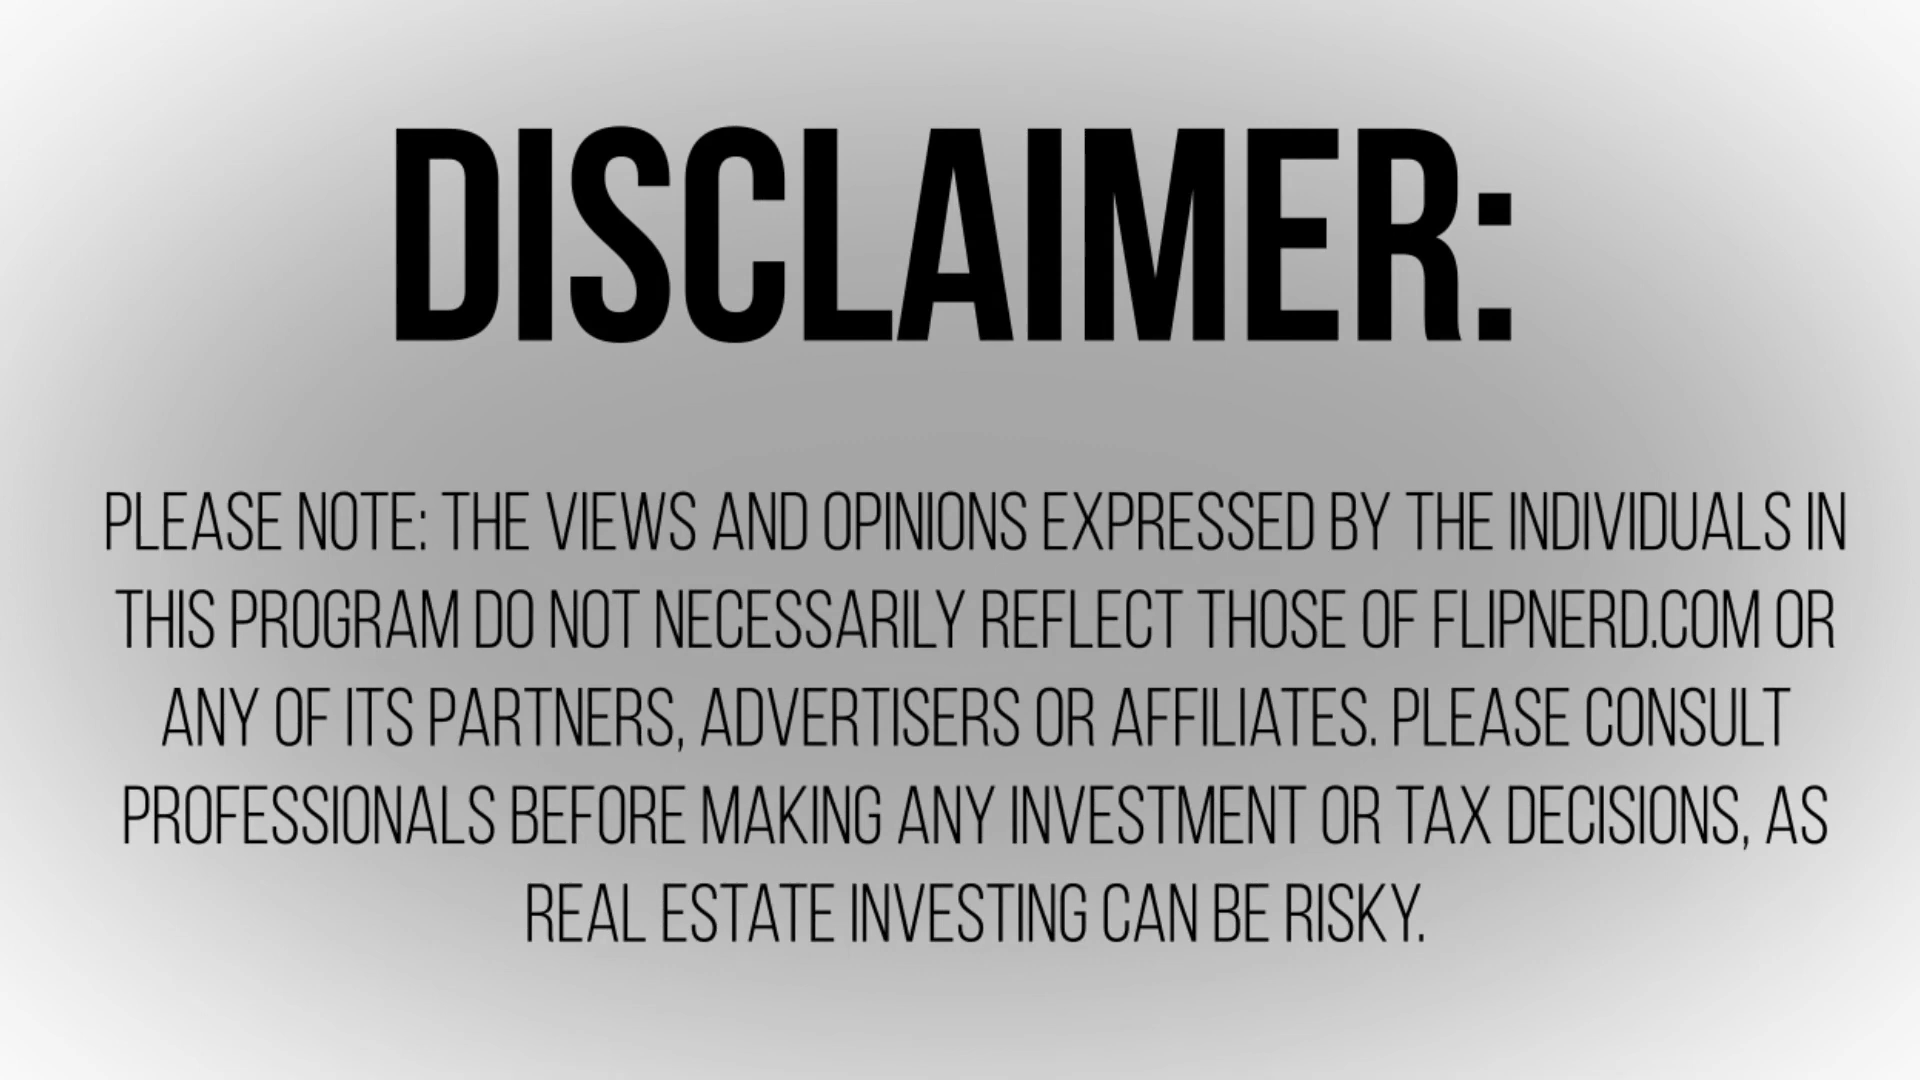 DISCLAIMER:
PLEASE NOTE: THE VIEWS AND OPINIONS EXPRESSED BY THE INDIVIDUALS IN
THIS PROGRAM DO NOT NECESSARILY REFLECT THOSE OF FLIPNERD.COM OR
ANY OF ITS PARTNERS, ADVERTISERS OR AFFILIATES. PLEASE CONSULT
PROFESSIONALS BEFORE MAKING ANY INVESTMENT OR TAX DECISIONS, AS
REAL ESTATE INVESTING CAN BE RISKY.